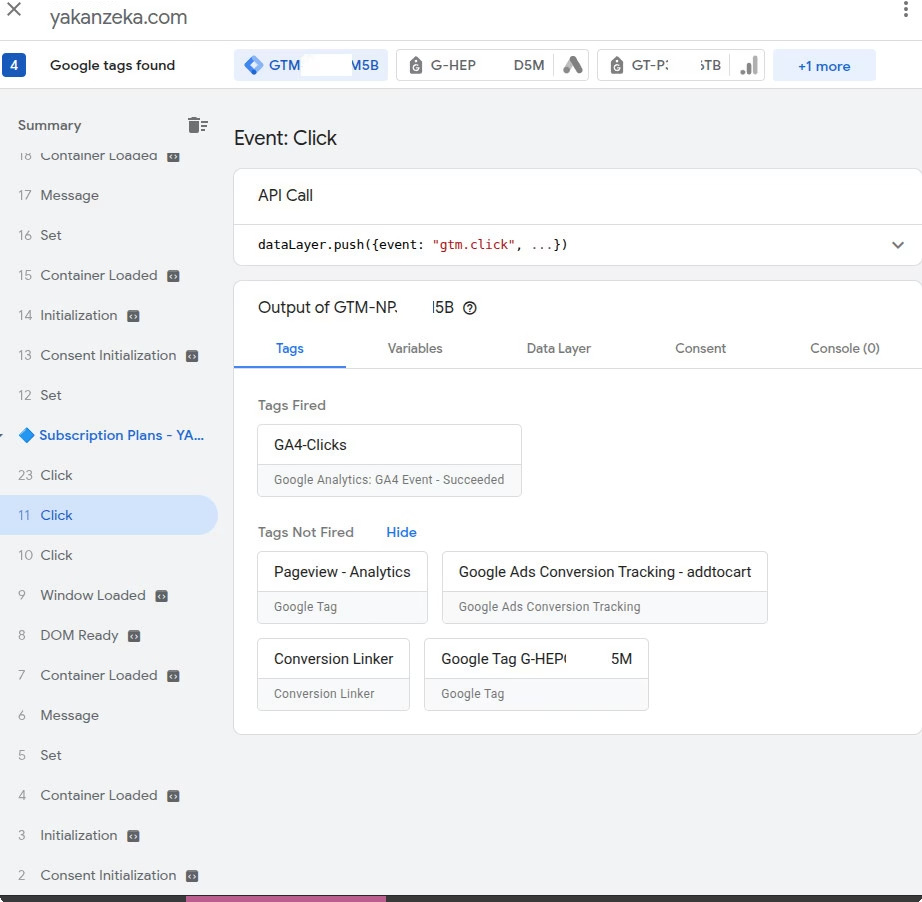 yakanzeka.com
4 Google tags found GTM M5B G-HEP D5M GT-P TB +1 more
Summary
18 Container Loaded
17 Message
16 Set
15 Container Loaded
14 Initialization
13 Consent Initialization
12 Set
Subscription Plans - YA...
23 Click
11 Click
10 Click
9 Window Loaded
8 DOM Ready
7 Container Loaded
6 Message
5 Set
4 Container Loaded
3 Initialization
2 Consent Initialization
Event: Click
API Call
dataLayer.push({event: "gtm.click", ...})
Output of GTM-NP. 5B
Tags Variables Data Layer Consent Console (0)
Tags Fired
GA4-Clicks
Google Analytics: GA4 Event - Succeeded
Tags Not Fired Hide
Pageview - Analytics
Google Tag
Google Ads Conversion Tracking - addtocart
Google Ads Conversion Tracking
Conversion Linker
Conversion Linker
Google Tag G-HEP 5M
Google Tag